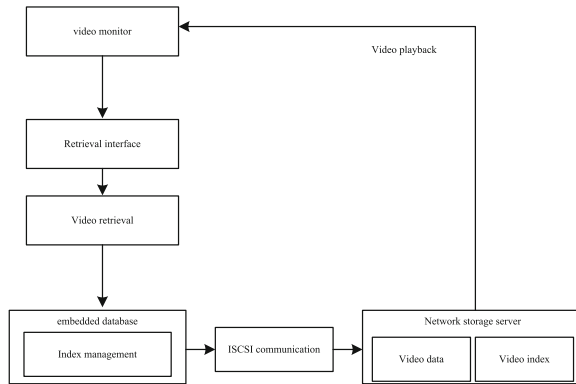 video monitor
Video playback
Retrieval interface
Video retrieval
embedded database
Index management
ISCSI communication
Network storage server
Video data
Video index